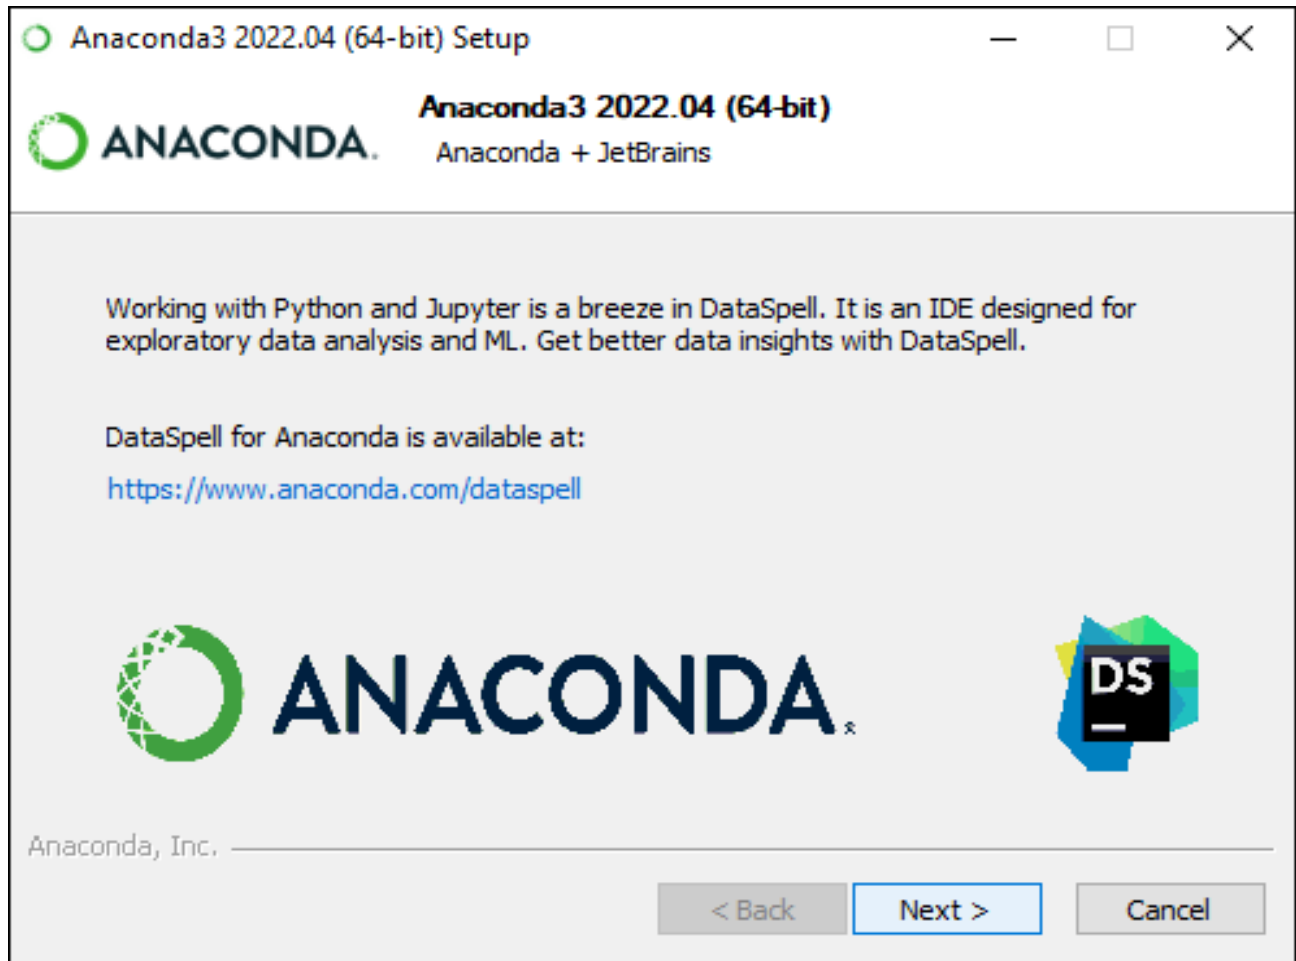 Anaconda3 2022.04 (64-bit) Setup
Anaconda3 2022.04 (64-bit)
ANACONDA.
Anaconda + JetBrains
Working with Python and Jupyter is a breeze in DataSpell. It is an IDE designed for
exploratory data analysis and ML. Get better data insights with DataSpell.
DataSpell for Anaconda is available at:
https://www.anaconda.com/dataspell
ANACONDA.®
DS
Anaconda, Inc.
< Back
Next >
Cancel